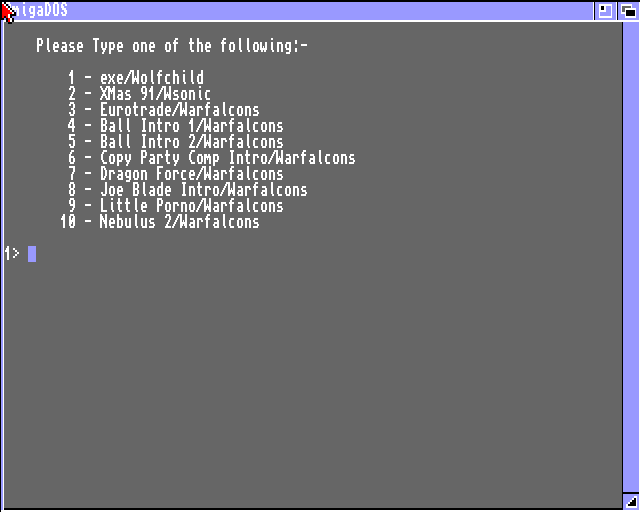 migaDOS
Please Type one of the following:-
1 - exe/Wolfchild
2 - XMas 91/Wsonic
3 - Eurotrade/Warfalcons
4 - Ball Intro 1/Warfalcons
5 - Ball Intro 2/Warfalcons
6 - Copy Party Comp Intro/Warfalcons
7 - Dragon Force/Warfalcons
8 - Joe Blade Intro/Warfalcons
9 - Little Porno/Warfalcons
10 - Nebulus 2/Warfalcons
1>